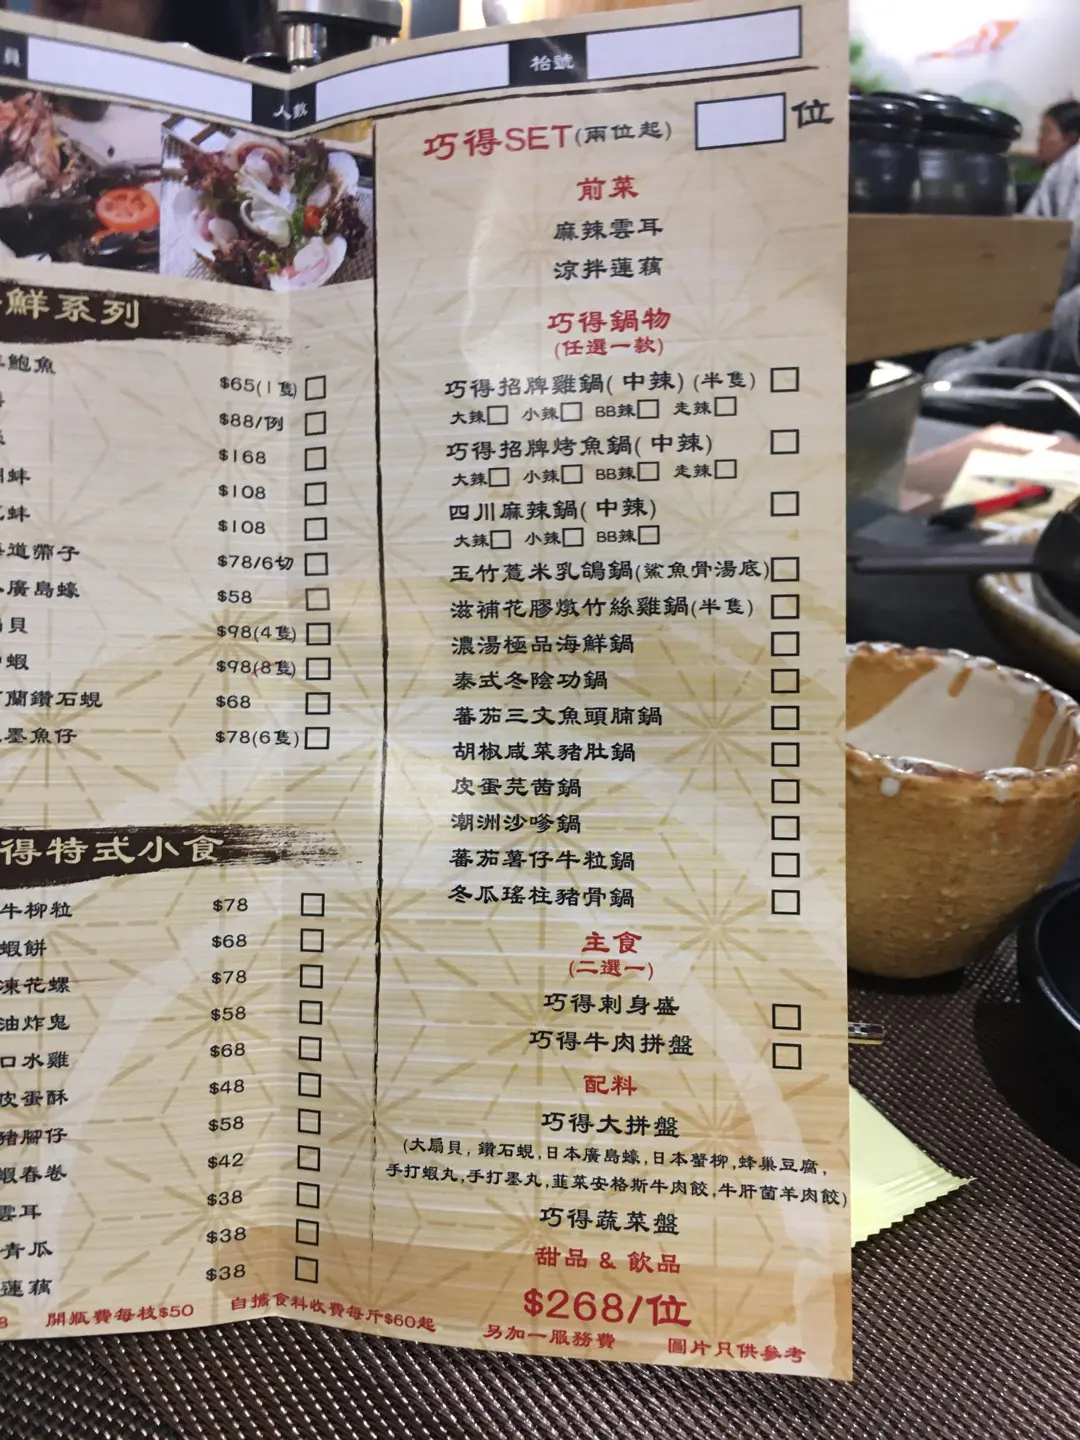 員
人數
枱號
鮮系列
鮑魚
$65(1隻)
$88/例
$168
蚌
$108
蚌
$108
道帶子
$78/6切
廣島蠔
$58
貝
$98(4隻)
蝦
$98(8隻)
蘭鑽石蜆
$68
墨魚仔
$78(6隻)
得特式小食
牛柳粒
$78
蝦餅
$68
凍花螺
$78
油炸鬼
$58
口水雞
$68
皮蛋酥
$48
豬腳仔
$58
蝦春卷
$42
雲耳
$38
青瓜
$38
蓮藕
$38
8 開瓶費每枝$50 自攜食料收費每斤$60起
巧得SET(兩位起) 位
前菜
麻辣雲耳
涼拌蓮藕
巧得鍋物
(任選一款)
巧得招牌雞鍋(中辣)(半隻)
大辣 小辣 BB辣 走辣
巧得招牌烤魚鍋(中辣)
大辣 小辣 BB辣 走辣
四川麻辣鍋(中辣)
大辣 小辣 BB辣
玉竹薏米乳鴿鍋(鯊魚骨湯底)
滋補花膠燉竹絲雞鍋(半隻)
濃湯極品海鮮鍋
泰式冬陰功鍋
蕃茄三文魚頭腩鍋
胡椒咸菜豬肚鍋
皮蛋芫茜鍋
潮洲沙嗲鍋
蕃茄薯仔牛粒鍋
冬瓜瑤柱豬骨鍋
主食
(二選一)
巧得刺身盛
巧得牛肉拼盤
配料
巧得大拼盤
(大扇貝,鑽石蜆,日本廣島蠔,日本蟹柳,蜂巢豆腐,
手打蝦丸,手打墨丸,韮菜安格斯牛肉餃,牛肝菌羊肉餃)
巧得蔬菜盤
甜品 & 飲品
$268/位
另加一服務費 圖片只供參考